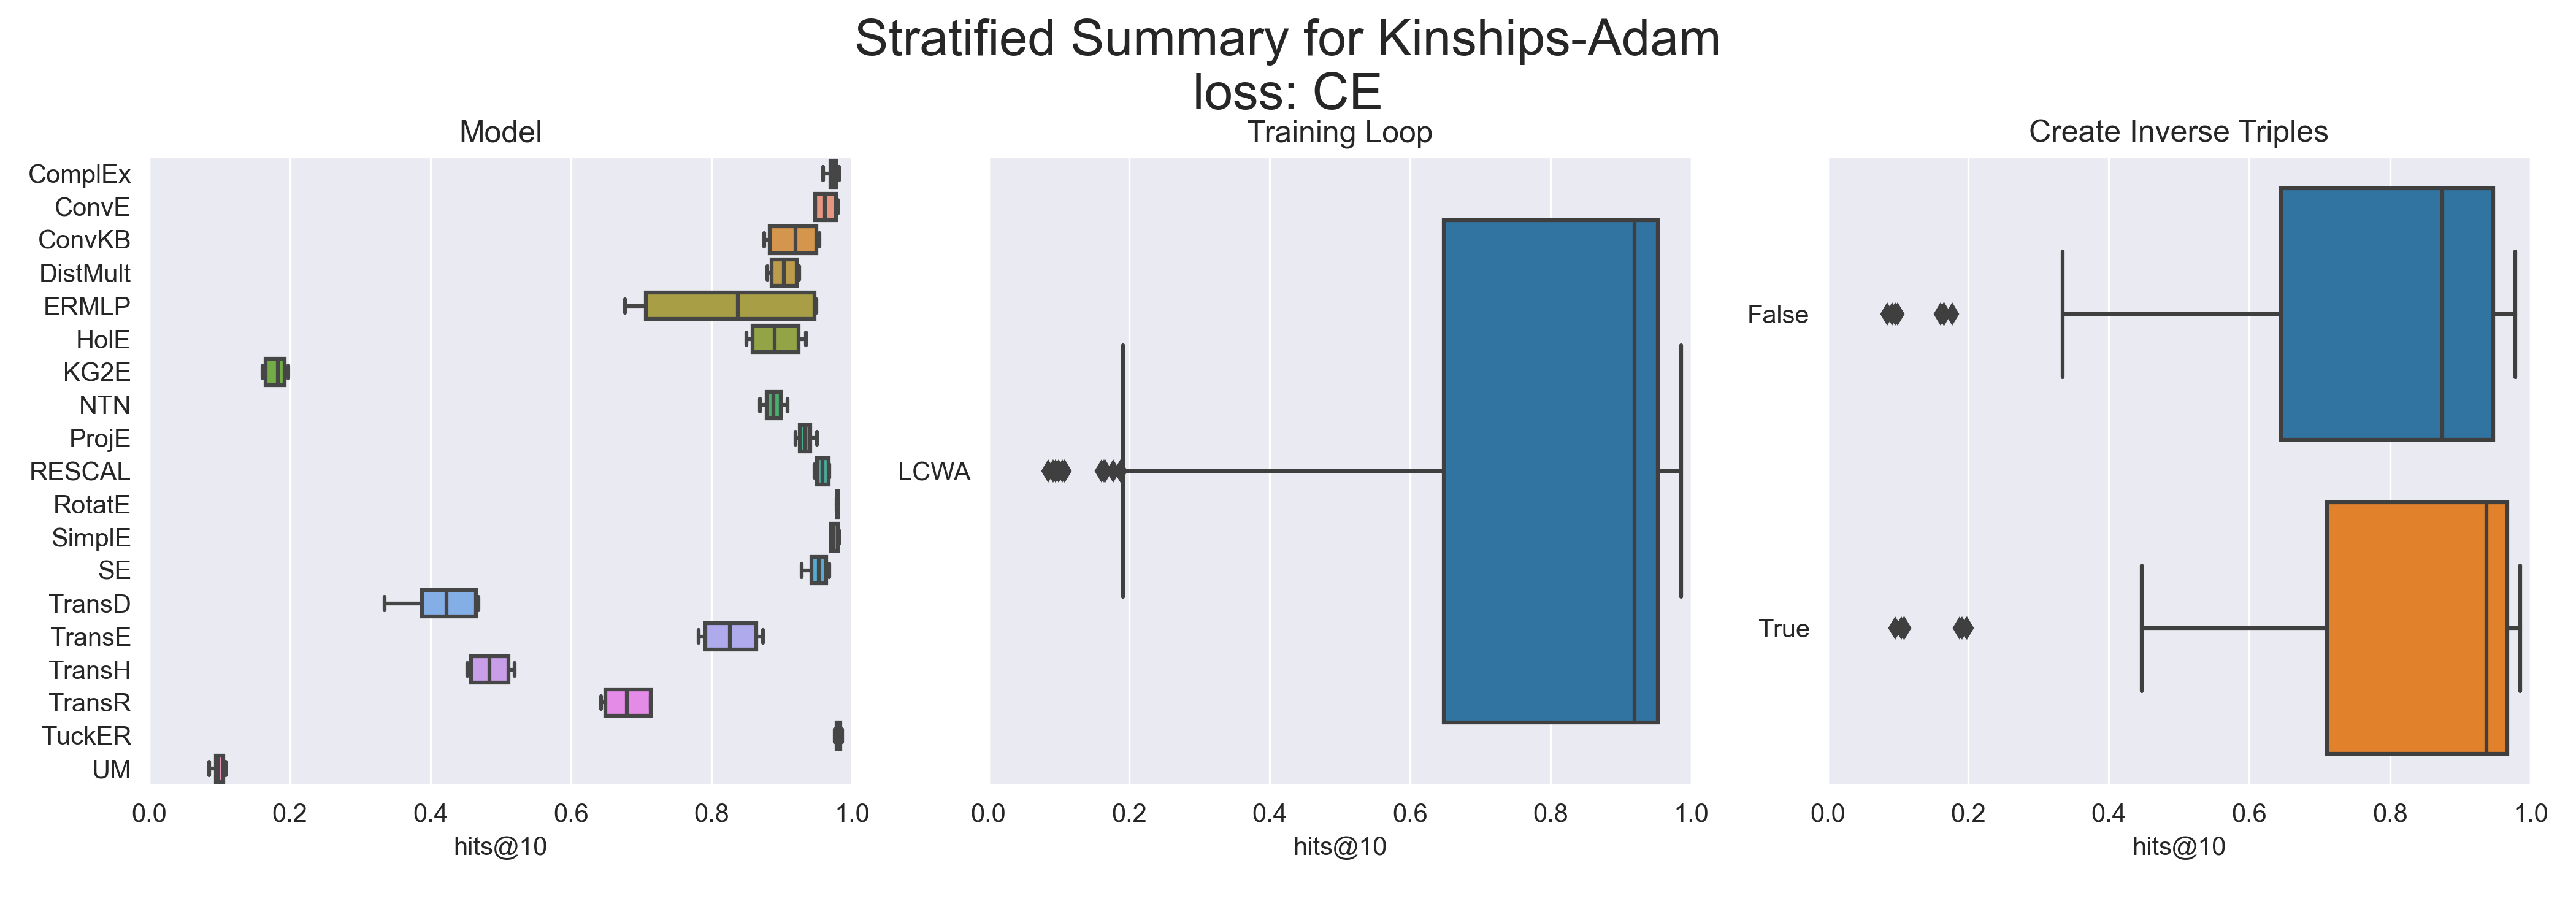 Stratified Summary for Kinships-Adam
loss: CE
Model
ComplEx
ConvE
ConvKB
DistMult
ERMLP
HolE
KG2E
NTN
ProjE
RESCAL
RotatE
SimplE
SE
TransD
TransE
TransH
TransR
TuckER
UM
0.0 0.2 0.4 0.6 0.8 1.0
hits@10
Training Loop
LCWA
0.0 0.2 0.4 0.6 0.8 1.0
hits@10
Create Inverse Triples
False
True
0.0 0.2 0.4 0.6 0.8 1.0
hits@10